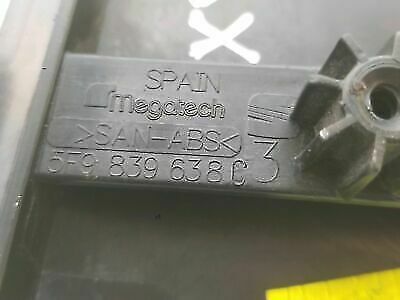 SPAIN
Megatech
>SAN-ABS<
3
5F9 839 638 C